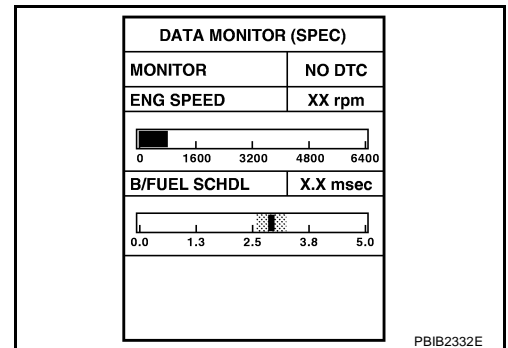 DATA MONITOR (SPEC)
MONITOR NO DTC
ENG SPEED XX rpm
0 1600 3200 4800 6400
B/FUEL SCHDL X.X msec
0.0 1.3 2.5 3.8 5.0
PBIB2332E